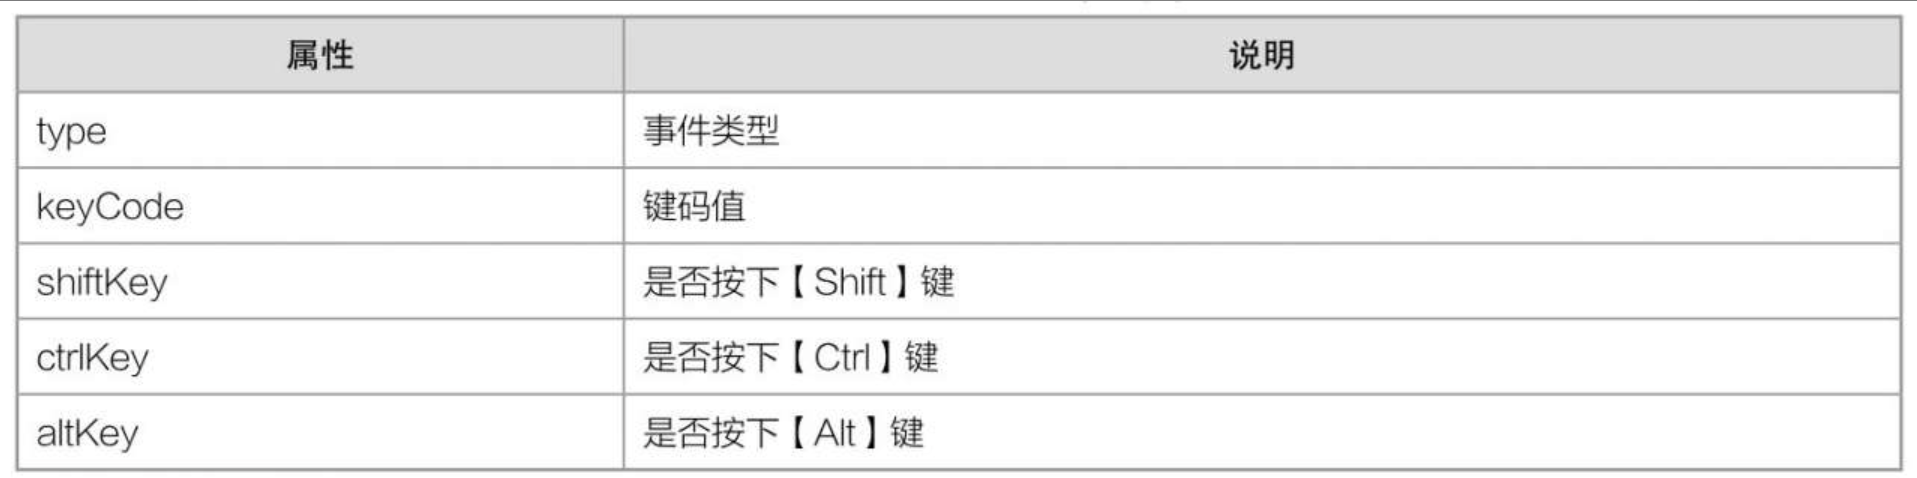 属性 说明
type 事件类型
keyCode 键码值
shiftKey 是否按下【Shift】键
ctrlKey 是否按下【Ctrl】键
altKey 是否按下【Alt】键